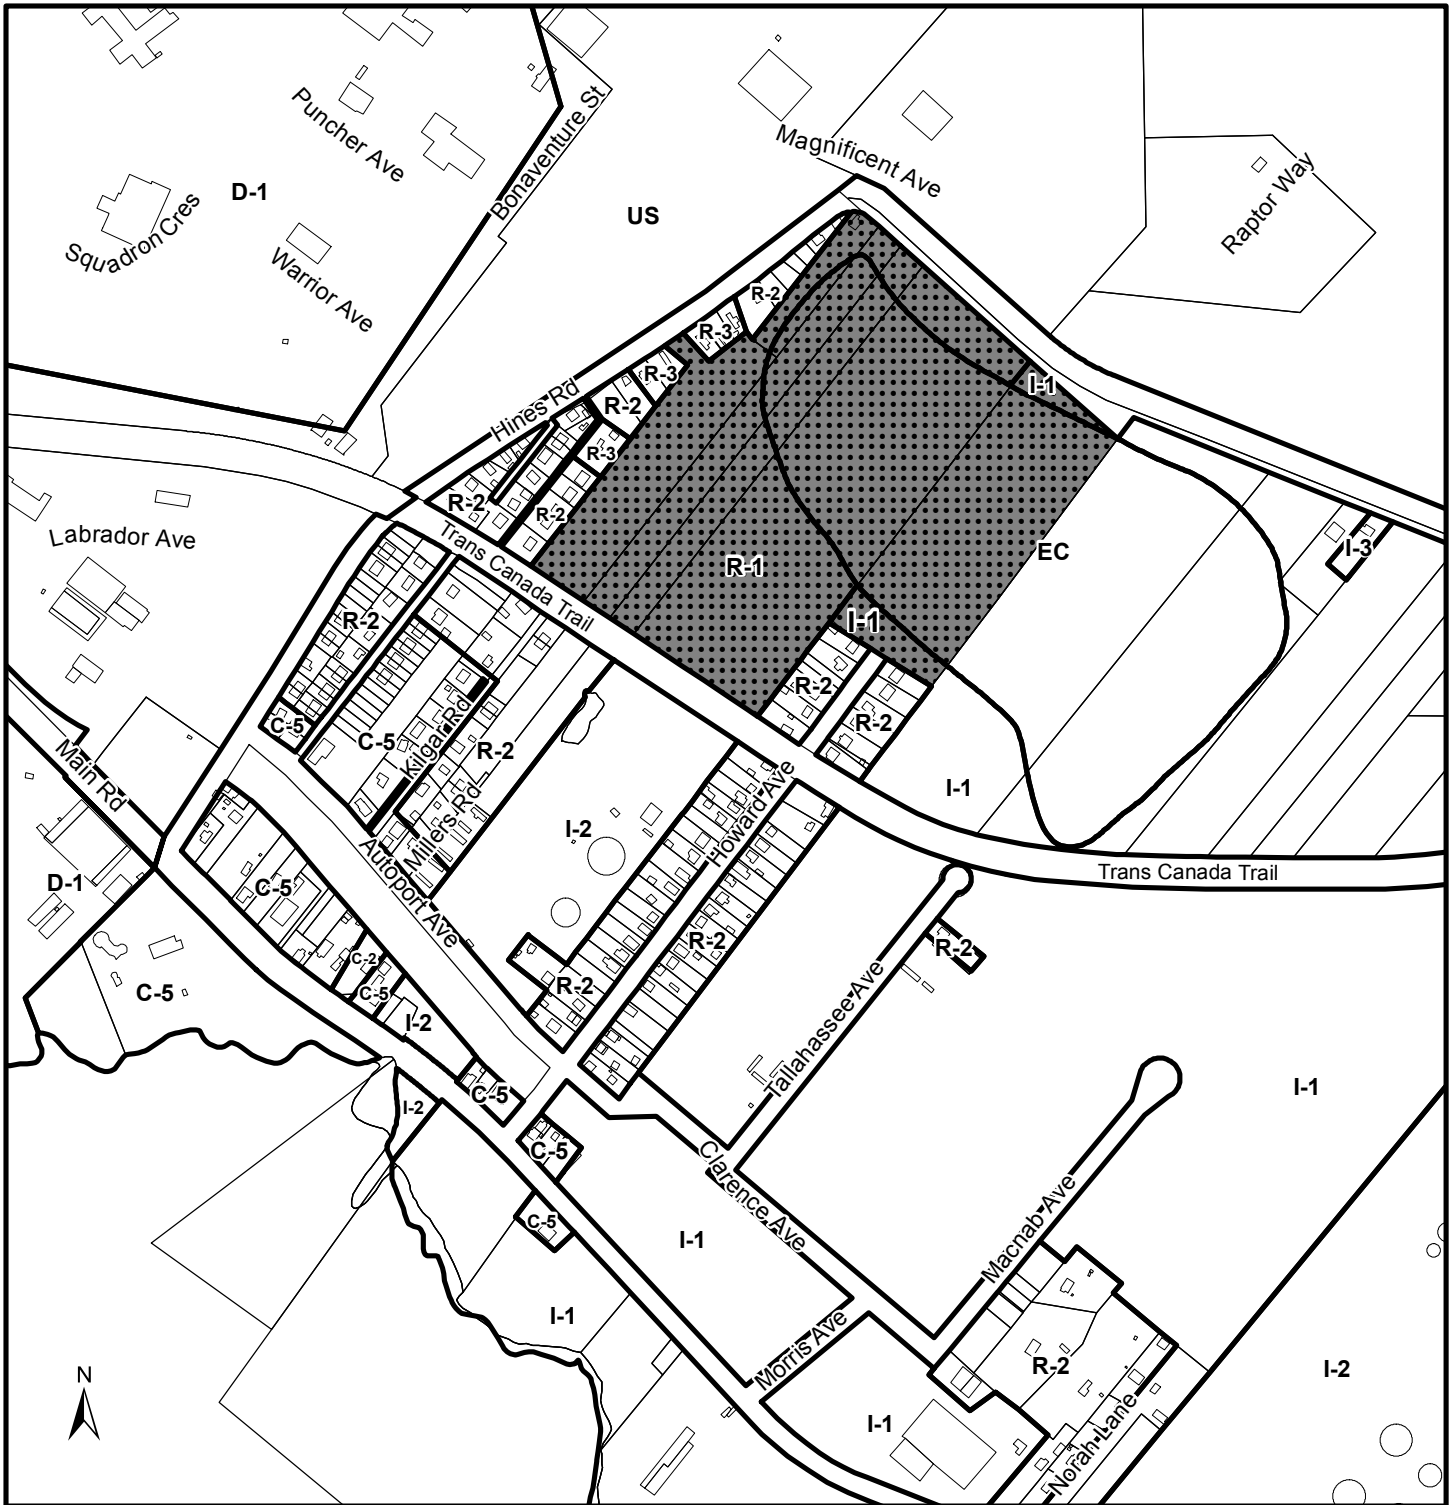 Puncher Ave
Bonaventure St
Magnificent Ave
Raptor Way
D-1
US
Squadron Cres
Warrior Ave
R-2
R-3
R-3
I-1
Hines Rd
R-2
R-3
R-2
R-2
Labrador Ave
Trans Canada Trail
EC
I-3
R-1
R-2
I-1
R-2
R-2
C-5
C-5
Kilgar Rd
R-2
Main Rd
I-1
Millers Rd
I-2
Howard Ave
Autoport Ave
Trans Canada Trail
D-1
C-5
R-2
R-2
C-2
C-5
R-2
C-5
I-2
Tallahassee Ave
C-5
I-1
I-2
C-5
Clarence Ave
C-5
I-1
Macnab Ave
I-1
Morris Ave
R-2
I-2
N
I-1
Norah Lane